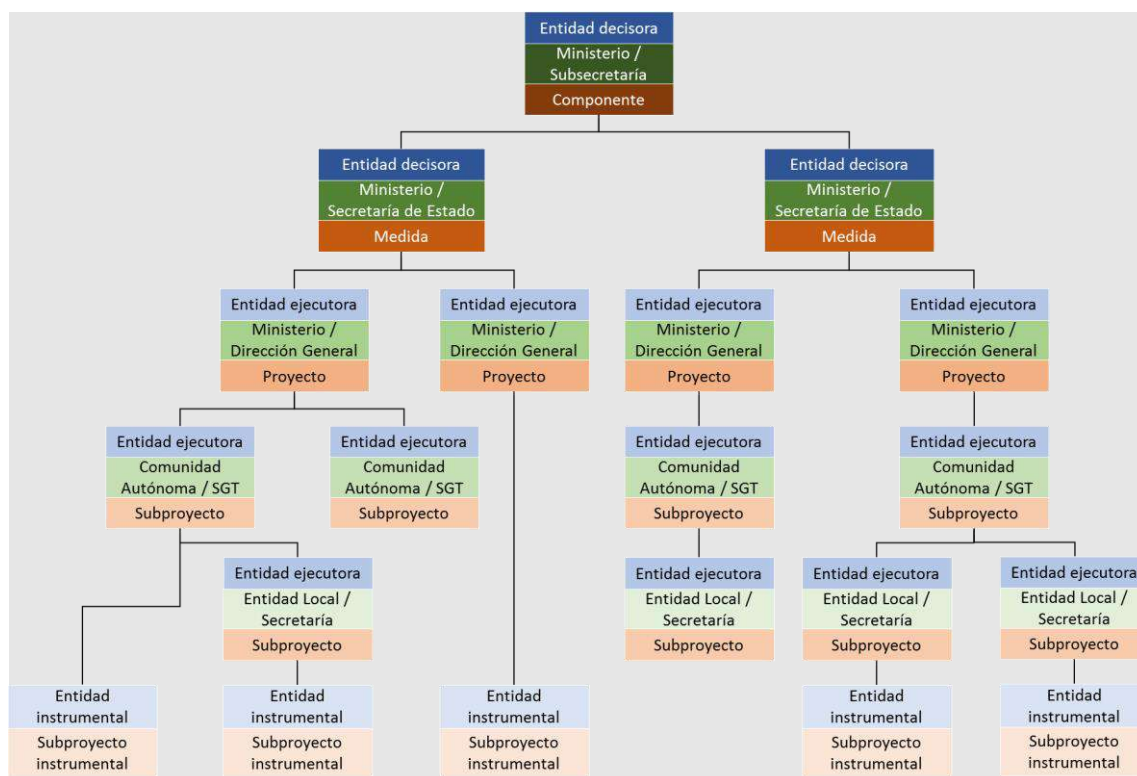 Entidad decisora
Ministerio /
Subsecretaría
Componente
Entidad decisora
Ministerio /
Secretaría de Estado
Medida
Entidad decisora
Ministerio /
Secretaría de Estado
Medida
Entidad ejecutora
Ministerio /
Dirección General
Proyecto
Entidad ejecutora
Ministerio /
Dirección General
Proyecto
Entidad ejecutora
Ministerio /
Dirección General
Proyecto
Entidad ejecutora
Ministerio /
Dirección General
Proyecto
Entidad ejecutora
Comunidad
Autónoma / SGT
Subproyecto
Entidad ejecutora
Comunidad
Autónoma / SGT
Subproyecto
Entidad ejecutora
Comunidad
Autónoma / SGT
Subproyecto
Entidad ejecutora
Comunidad
Autónoma / SGT
Subproyecto
Entidad ejecutora
Entidad Local /
Secretaría
Subproyecto
Entidad ejecutora
Entidad Local /
Secretaría
Subproyecto
Entidad ejecutora
Entidad Local /
Secretaría
Subproyecto
Entidad ejecutora
Entidad Local /
Secretaría
Subproyecto
Entidad
instrumental
Subproyecto
instrumental
Entidad
instrumental
Subproyecto
instrumental
Entidad
instrumental
Subproyecto
instrumental
Entidad
instrumental
Subproyecto
instrumental
Entidad
instrumental
Subproyecto
instrumental